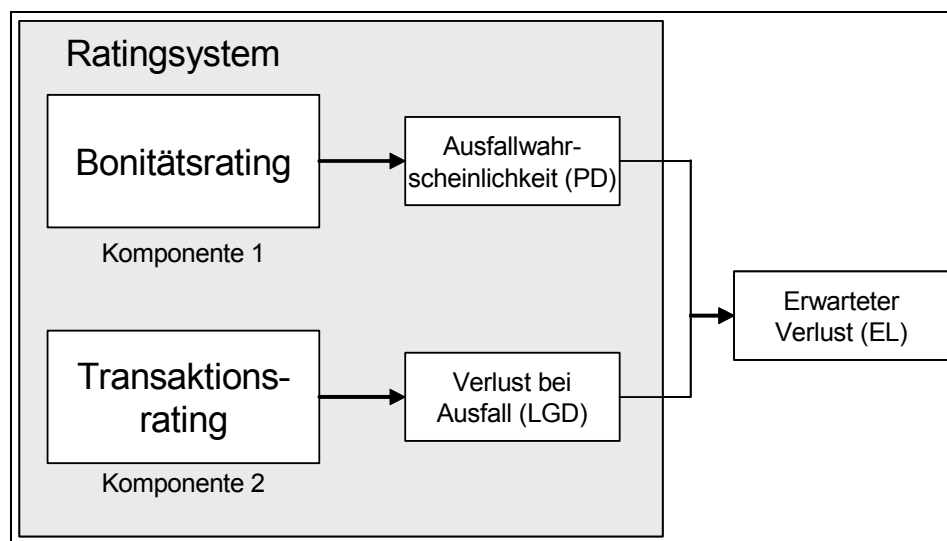 Ratingsystem
Bonitätsrating
Komponente 1
Ausfallwahr-
scheinlichkeit (PD)
Transaktions-
rating
Komponente 2
Verlust bei
Ausfall (LGD)
Erwarteter
Verlust (EL)